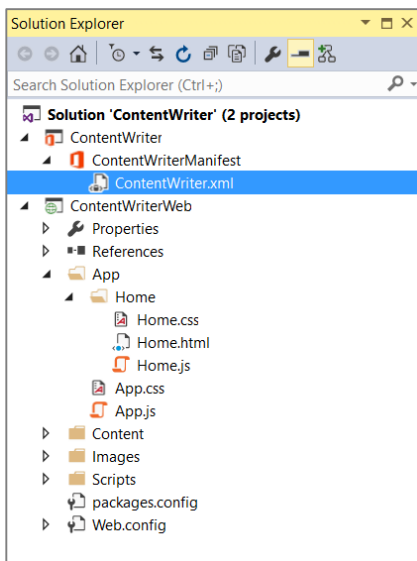 Solution Explorer
Search Solution Explorer (Ctrl+;)
Solution 'ContentWriter' (2 projects)
ContentWriter
ContentWriterManifest
ContentWriter.xml
ContentWriterWeb
Properties
References
App
Home
Home.css
Home.html
Home.js
App.css
App.js
Content
Images
Scripts
packages.config
Web.config